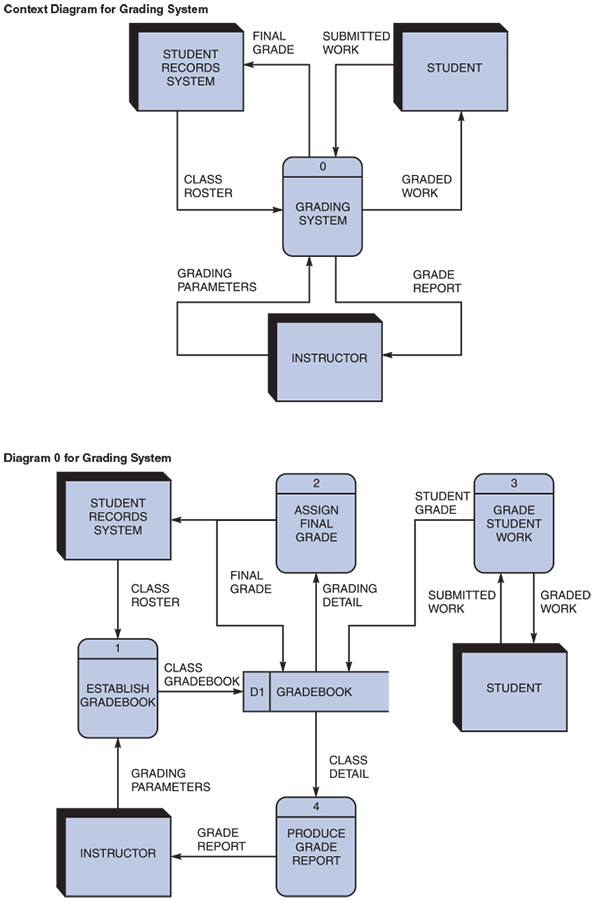 Context Diagram for Grading System
FINAL
GRADE
SUBMITTED
WORK
STUDENT
RECORDS
SYSTEM
STUDENT
0
GRADING
SYSTEM
CLASS
ROSTER
GRADED
WORK
GRADING
PARAMETERS
GRADE
REPORT
INSTRUCTOR
Diagram 0 for Grading System
STUDENT
RECORDS
SYSTEM
2
ASSIGN
FINAL
GRADE
STUDENT
GRADE
3
GRADE
STUDENT
WORK
CLASS
ROSTER
FINAL
GRADE
GRADING
DETAIL
SUBMITTED
WORK
GRADED
WORK
1
ESTABLISH
GRADEBOOK
CLASS
GRADEBOOK
D1
GRADEBOOK
STUDENT
GRADING
PARAMETERS
CLASS
DETAIL
INSTRUCTOR
GRADE
REPORT
4
PRODUCE
GRADE
REPORT